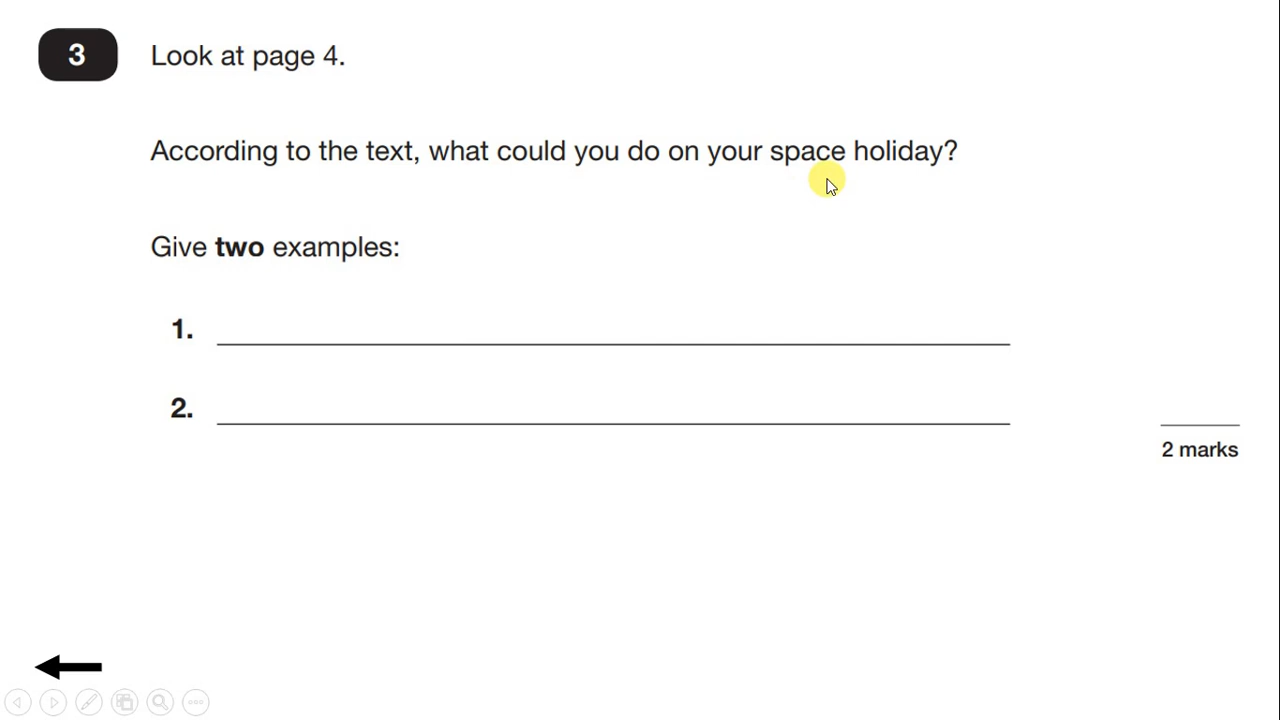 3 Look at page 4.
According to the text, what could you do on your space holiday?
Give two examples:
1.
2.
2 marks